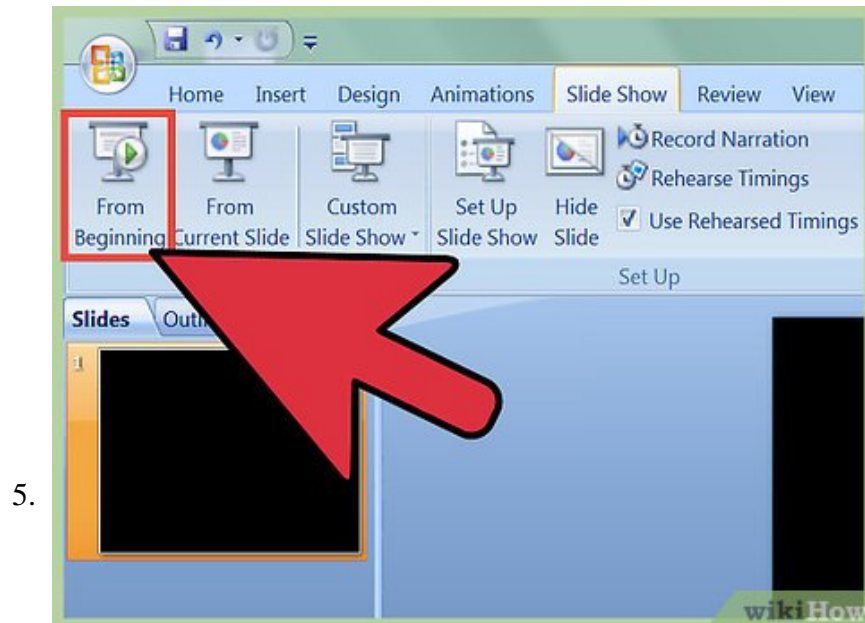 Home Insert Design Animations Slide Show Review View
From Beginning
From Current Slide
Custom Slide Show
Set Up Slide Show
Hide Slide
Record Narration
Rehearse Timings
Use Rehearsed Timings
Set Up
Slides
1
5.
wikiHow